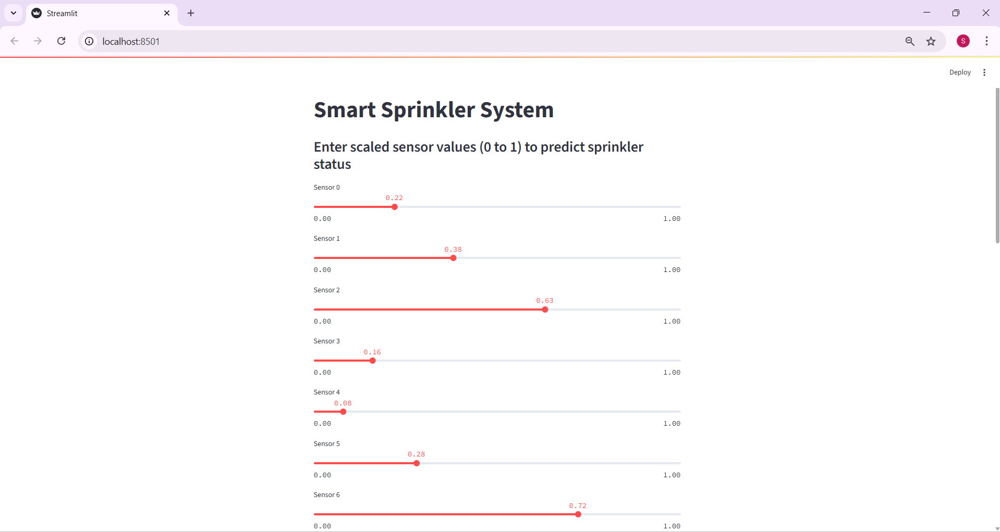 Streamlit
localhost:8501
S
Deploy
Smart Sprinkler System
Enter scaled sensor values (0 to 1) to predict sprinkler
status
Sensor 0
0.22
0.00 1.00
Sensor 1
0.38
0.00 1.00
Sensor 2
0.63
0.00 1.00
Sensor 3
0.16
0.00 1.00
Sensor 4
0.08
0.00 1.00
Sensor 5
0.28
0.00 1.00
Sensor 6
0.72
0.00 1.00